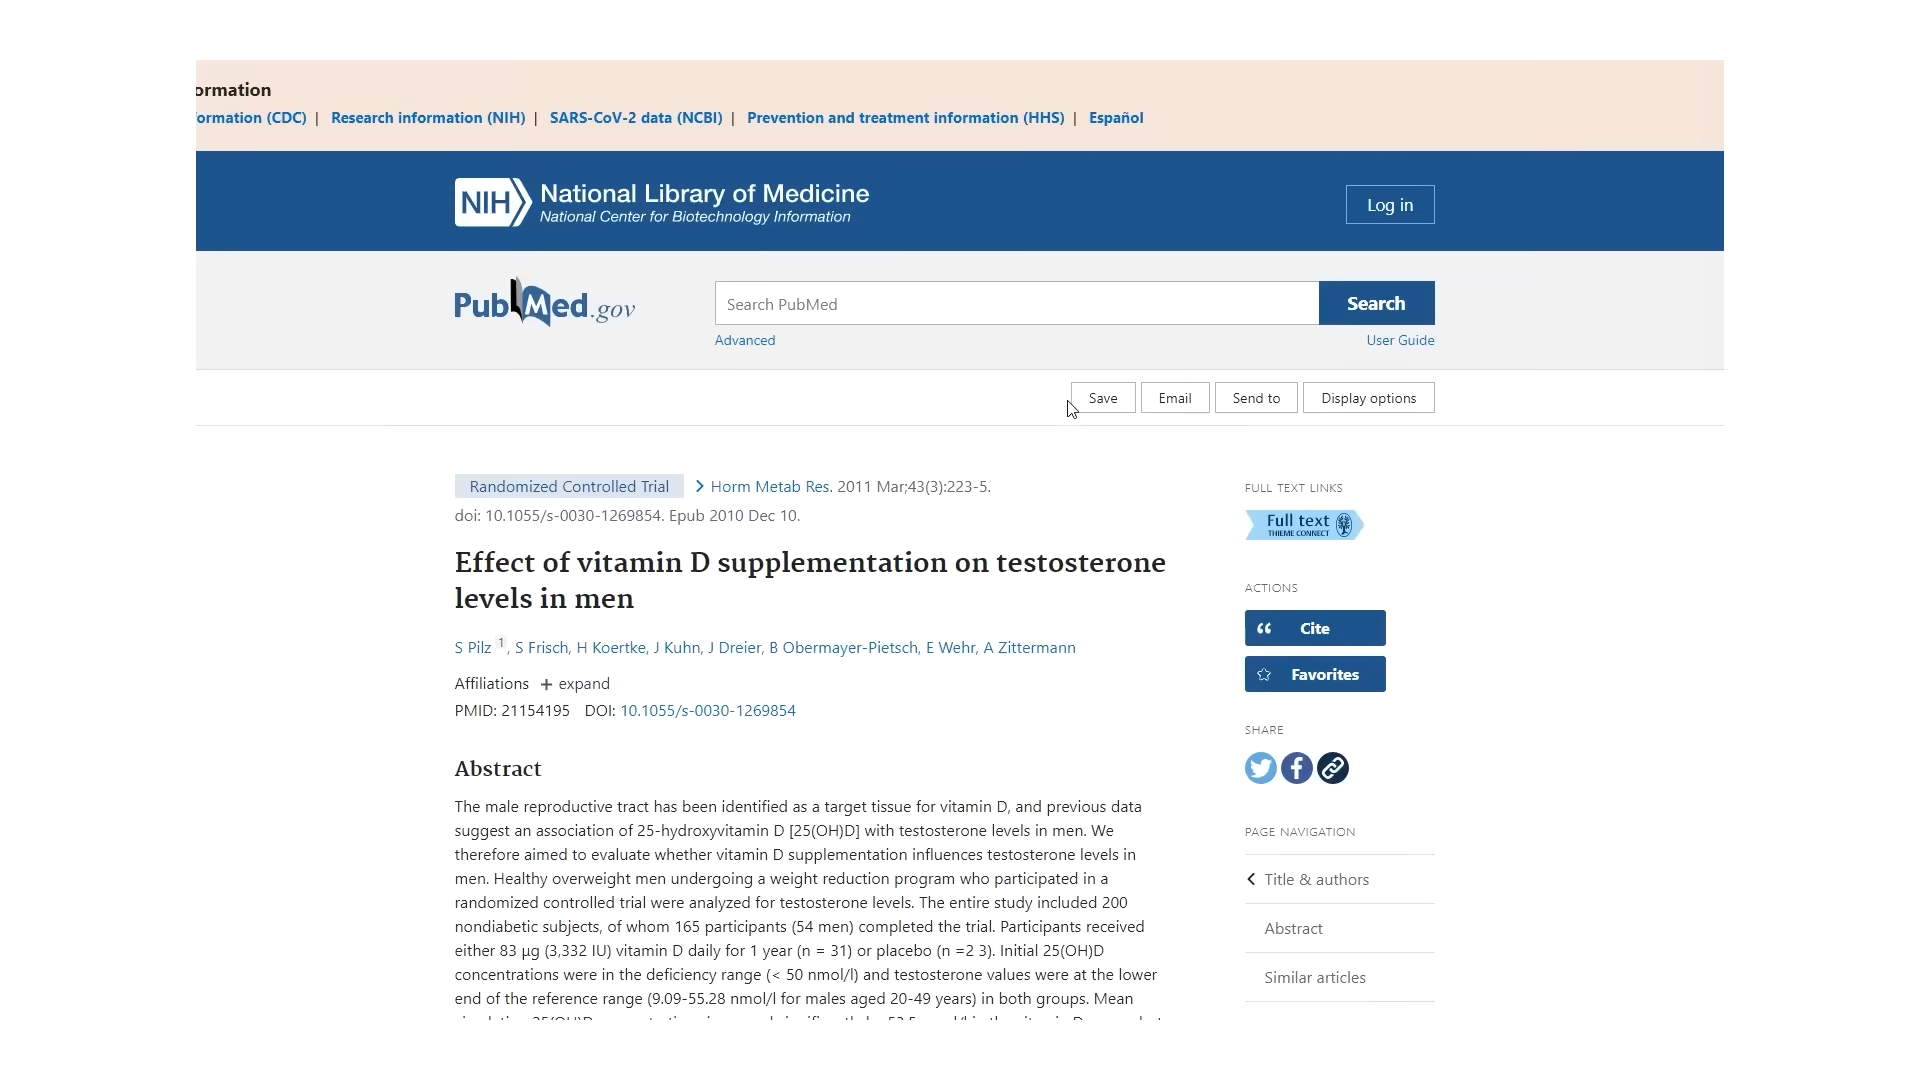 ormation
ormation (CDC) | Research information (NIH) | SARS-CoV-2 data (NCBI) | Prevention and treatment information (HHS) | Español
NIH National Library of Medicine
National Center for Biotechnology Information
Log in
PubMed.gov
Search PubMed
Search
Advanced
User Guide
Save
Email
Send to
Display options
Randomized Controlled Trial > Horm Metab Res. 2011 Mar;43(3):223-5.
doi: 10.1055/s-0030-1269854. Epub 2010 Dec 10.
Effect of vitamin D supplementation on testosterone
levels in men
S Pilz 1, S Frisch, H Koertke, J Kuhn, J Dreier, B Obermayer-Pietsch, E Wehr, A Zittermann
Affiliations + expand
PMID: 21154195 DOI: 10.1055/s-0030-1269854
Abstract
The male reproductive tract has been identified as a target tissue for vitamin D, and previous data
suggest an association of 25-hydroxyvitamin D [25(OH)D] with testosterone levels in men. We
therefore aimed to evaluate whether vitamin D supplementation influences testosterone levels in
men. Healthy overweight men undergoing a weight reduction program who participated in a
randomized controlled trial were analyzed for testosterone levels. The entire study included 200
nondiabetic subjects, of whom 165 participants (54 men) completed the trial. Participants received
either 83 μg (3,332 IU) vitamin D daily for 1 year (n = 31) or placebo (n =2 3). Initial 25(OH)D
concentrations were in the deficiency range (< 50 nmol/l) and testosterone values were at the lower
end of the reference range (9.09-55.28 nmol/l for males aged 20-49 years) in both groups. Mean
FULL TEXT LINKS
Full text
THIEME CONNECT
ACTIONS
Cite
Favorites
SHARE
PAGE NAVIGATION
Title & authors
Abstract
Similar articles